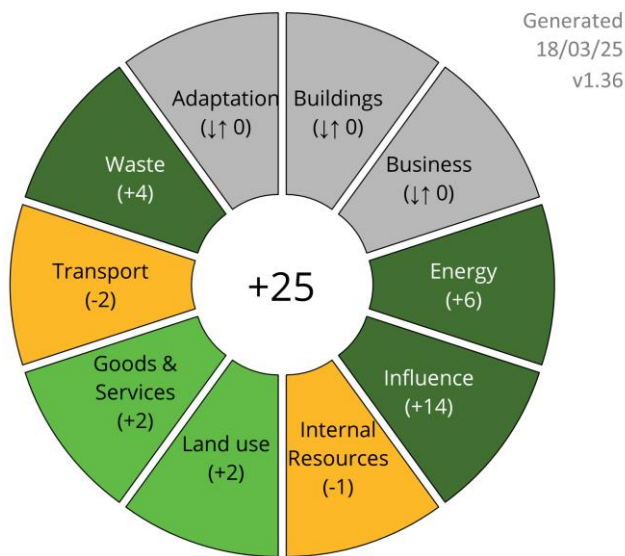 Generated
18/03/25
v1.36
Adaptation
(↓↑ 0)
Buildings
(↓↑ 0)
Business
(↓↑ 0)
Energy
(+6)
Influence
(+14)
Internal
Resources
(-1)
Land use
(+2)
Goods &
Services
(+2)
Transport
(-2)
Waste
(+4)
+25